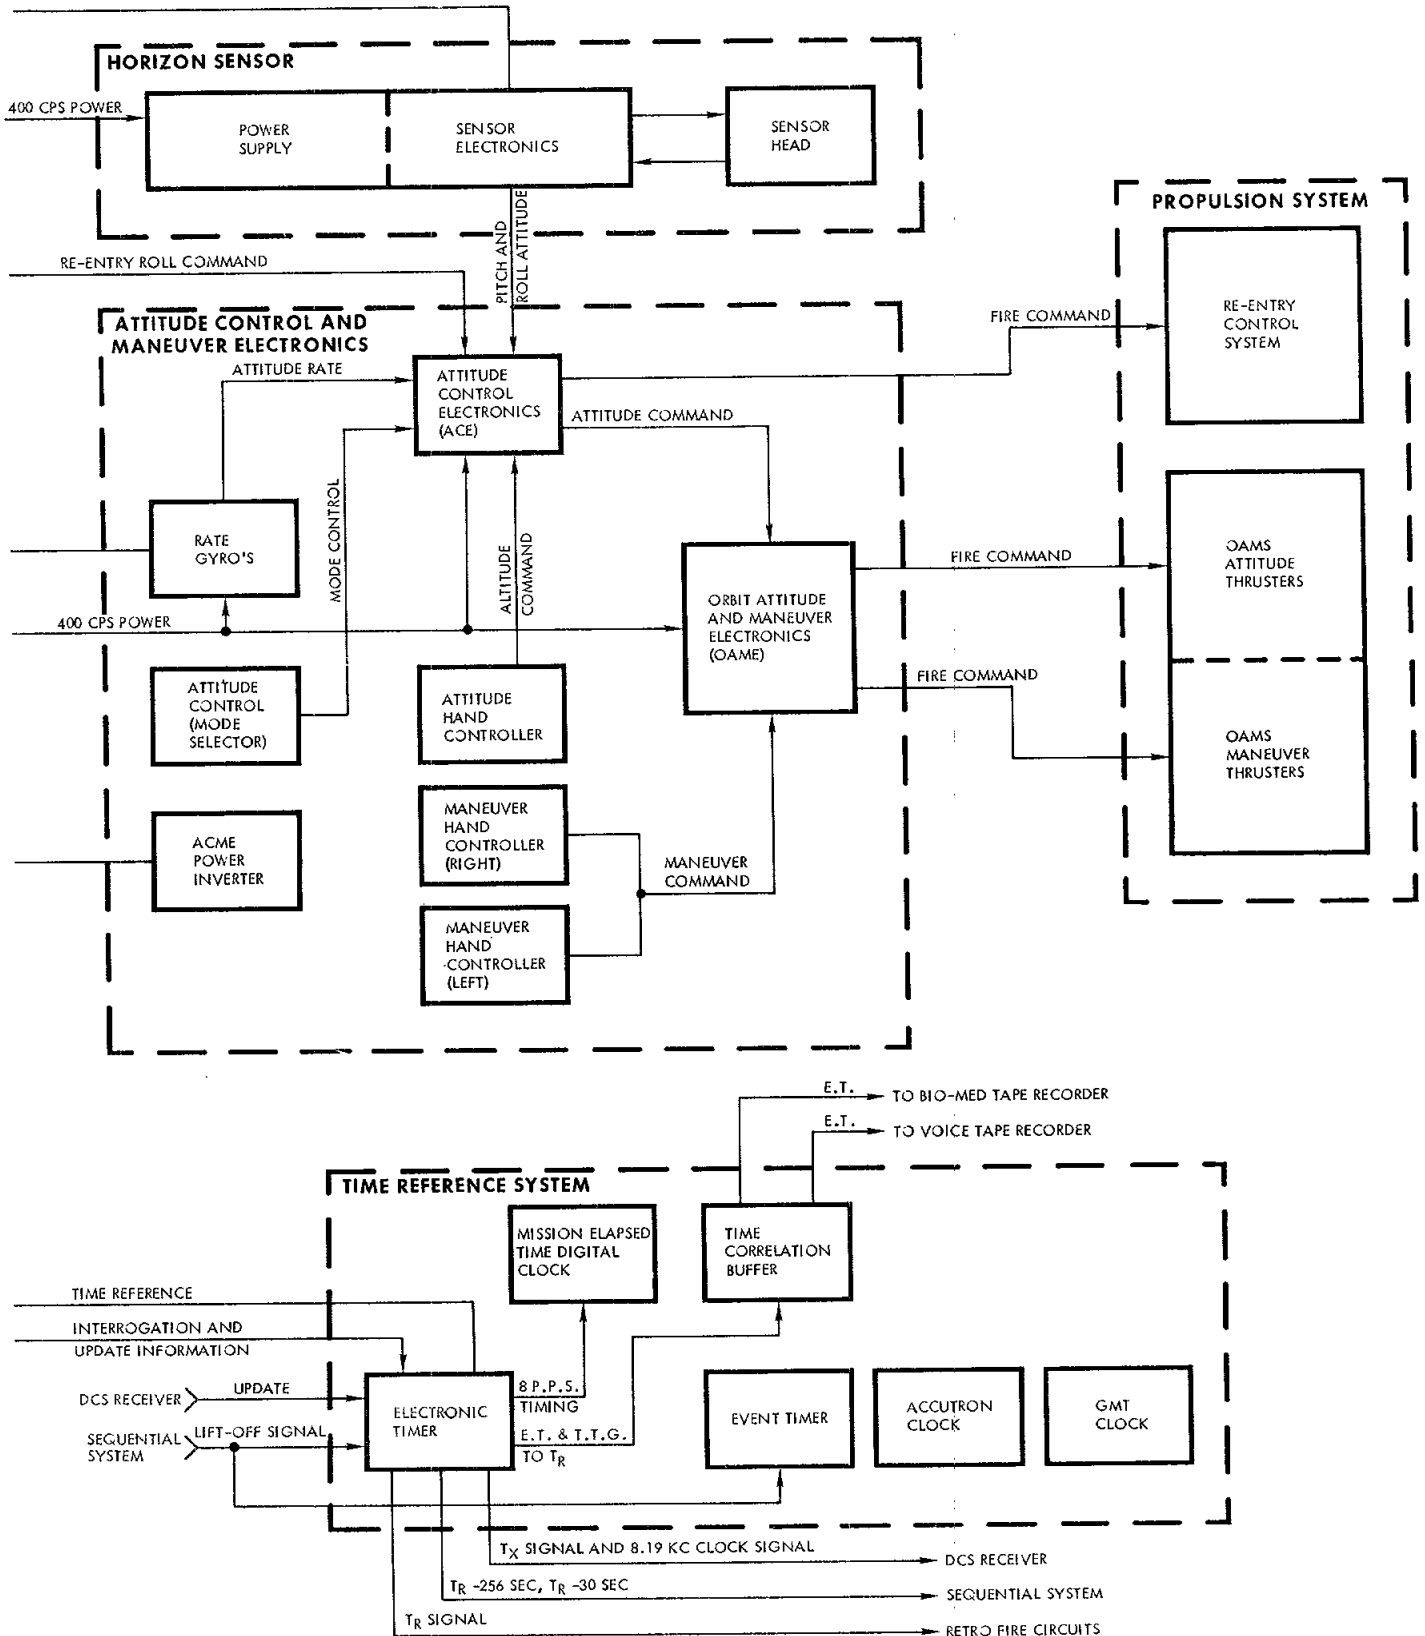 HORIZON SENSOR
400 CPS POWER
POWER
SUPPLY
SENSOR
ELECTRONICS
SENSOR
HEAD
PITCH AND
ROLL ATTITUDE
RE-ENTRY ROLL COMMAND
PROPULSION SYSTEM
RE-ENTRY
CONTROL
SYSTEM
FIRE COMMAND
ATTITUDE CONTROL AND
MANEUVER ELECTRONICS
ATTITUDE RATE
ATTITUDE
CONTROL
ELECTRONICS
(ACE)
ATTITUDE COMMAND
MODE CONTROL
RATE
GYRO'S
ALTITUDE
COMMAND
400 CPS POWER
ORBIT ATTITUDE
AND MANEUVER
ELECTRONICS
(OAME)
FIRE COMMAND
OAMS
ATTITUDE
THRUSTERS
FIRE COMMAND
OAMS
MANEUVER
THRUSTERS
ATTITUDE
CONTROL
(MODE
SELECTOR)
ATTITUDE
HAND
CONTROLLER
ACME
POWER
INVERTER
MANEUVER
HAND
CONTROLLER
(RIGHT)
MANEUVER
COMMAND
MANEUVER
HAND
CONTROLLER
(LEFT)
E.T.
TO BIO-MED TAPE RECORDER
E.T.
TO VOICE TAPE RECORDER
TIME REFERENCE SYSTEM
MISSION ELAPSED
TIME DIGITAL
CLOCK
TIME
CORRELATION
BUFFER
TIME REFERENCE
INTERROGATION AND
UPDATE INFORMATION
DCS RECEIVER
UPDATE
SEQUENTIAL
SYSTEM
LIFT-OFF SIGNAL
ELECTRONIC
TIMER
8 P.P.S.
TIMING
E.T. & T.T.G.
TO TR
EVENT TIMER
ACCUTRON
CLOCK
GMT
CLOCK
TX SIGNAL AND 8.19 KC CLOCK SIGNAL
DCS RECEIVER
TR -256 SEC, TR -30 SEC
SEQUENTIAL SYSTEM
TR SIGNAL
RETRO FIRE CIRCUITS